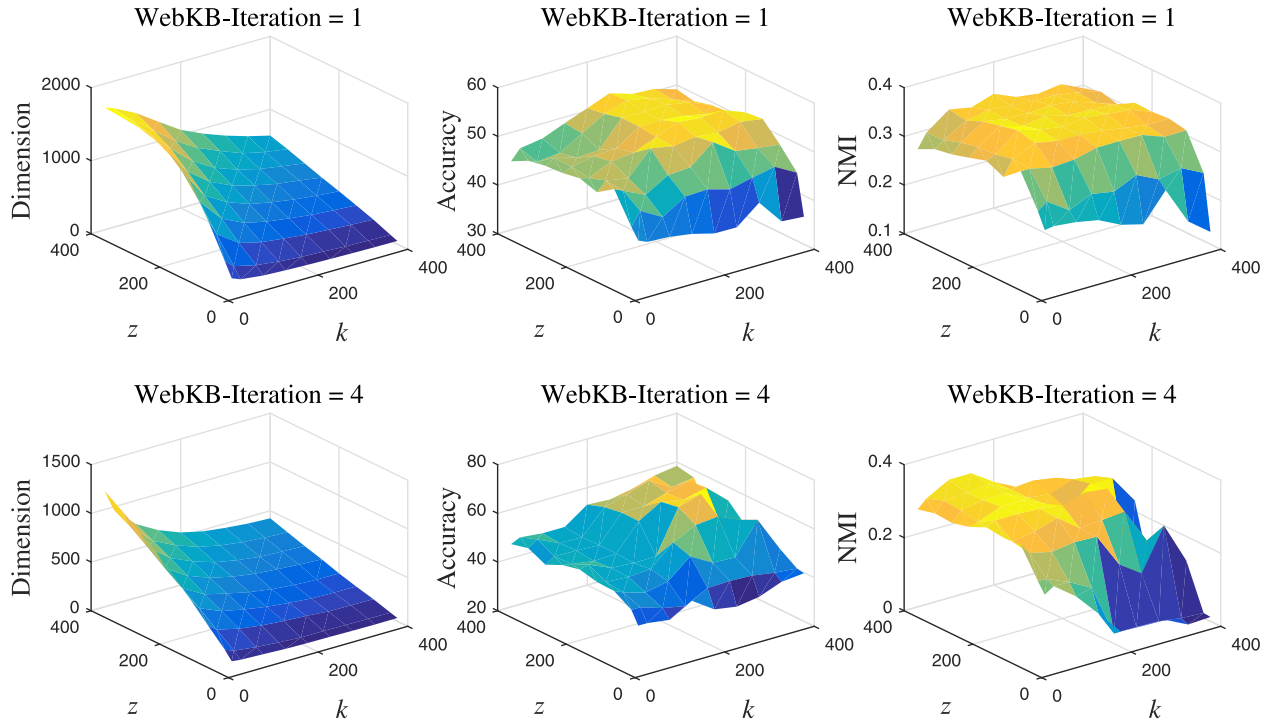 WebKB-Iteration = 1
WebKB-Iteration = 1
WebKB-Iteration = 1
Dimension
2000
1000
0
400
200
0
z
0
200
400
k
Accuracy
60
50
40
30
400
200
0
z
0
200
400
k
NMI
0.4
0.3
0.2
0.1
400
200
0
z
0
200
400
k
WebKB-Iteration = 4
WebKB-Iteration = 4
WebKB-Iteration = 4
Dimension
1500
1000
500
0
400
200
0
z
0
200
400
k
Accuracy
80
60
40
20
400
200
0
z
0
200
400
k
NMI
0.4
0.2
0
400
200
0
z
0
200
400
k